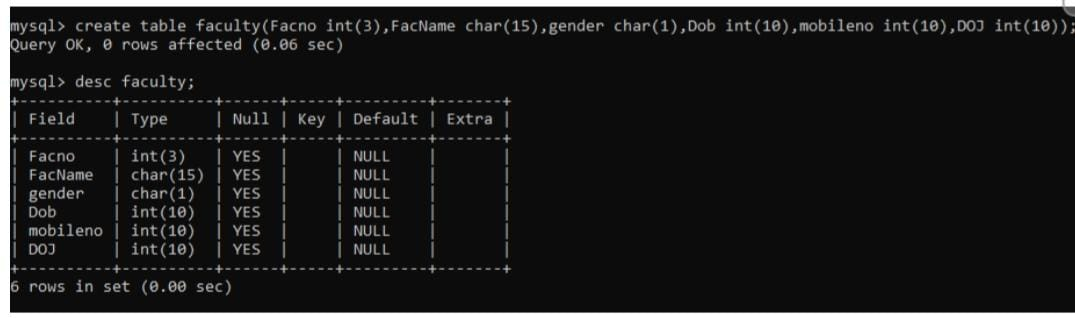 mysql> create table faculty(Facno int(3),FacName char(15),gender char(1),Dob int(10),mobileno int(10),DOJ int(10));
Query OK, 0 rows affected (0.06 sec)
mysql> desc faculty;
+----------+----------+------+-----+---------+-------+
| Field    | Type     | Null | Key | Default | Extra |
+----------+----------+------+-----+---------+-------+
| Facno    | int(3)   | YES  |     | NULL    |       |
| FacName  | char(15) | YES  |     | NULL    |       |
| gender   | char(1)  | YES  |     | NULL    |       |
| Dob      | int(10)  | YES  |     | NULL    |       |
| mobileno | int(10)  | YES  |     | NULL    |       |
| DOJ      | int(10)  | YES  |     | NULL    |       |
+----------+----------+------+-----+---------+-------+
6 rows in set (0.00 sec)